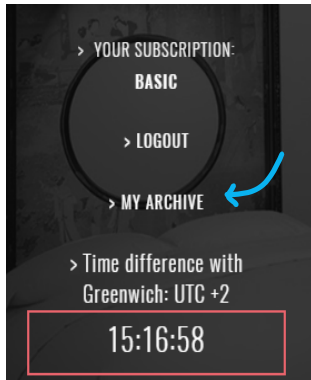 > YOUR SUBSCRIPTION:
BASIC
> LOGOUT
> MY ARCHIVE
> Time difference with
Greenwich: UTC +2
15:16:58